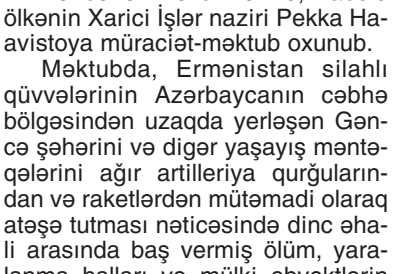 ölkənin Xarici İşlər naziri Pekka Ha-
avistoya müraciət-məktub oxunub.
Məktubda, Ermənistan silahlı
qüvvələrinin Azərbaycanın cəbhə
bölgəsindən uzaqda yerləşən Gən-
cə şəhərini və digər yaşayış məntə-
qələrini ağır artilleriya qurğuların-
dan və raketlərdən mütəmadi olaraq
atəşə tutması nəticəsində dinc əha-
li arasında baş vermiş ölüm, yara-
lanma halları və mülki obyektlərin